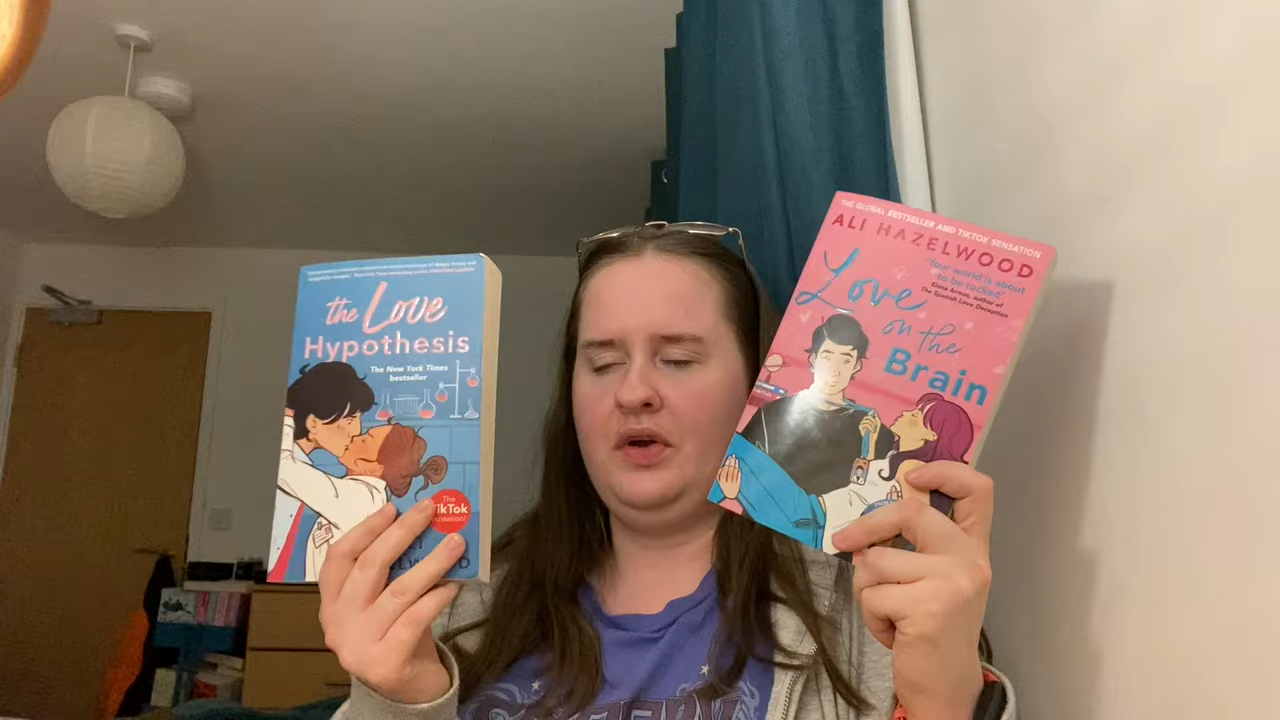 the Love
Hypothesis
The New York Times
bestseller
The
TikTok
THE GLOBAL BESTSELLER AND TIKTOK SENSATION
ALI HAZELWOOD
'Your world is about
to be rocked'
Elena Armas, author of
The Spanish Love Deception
Love
on the
Brain